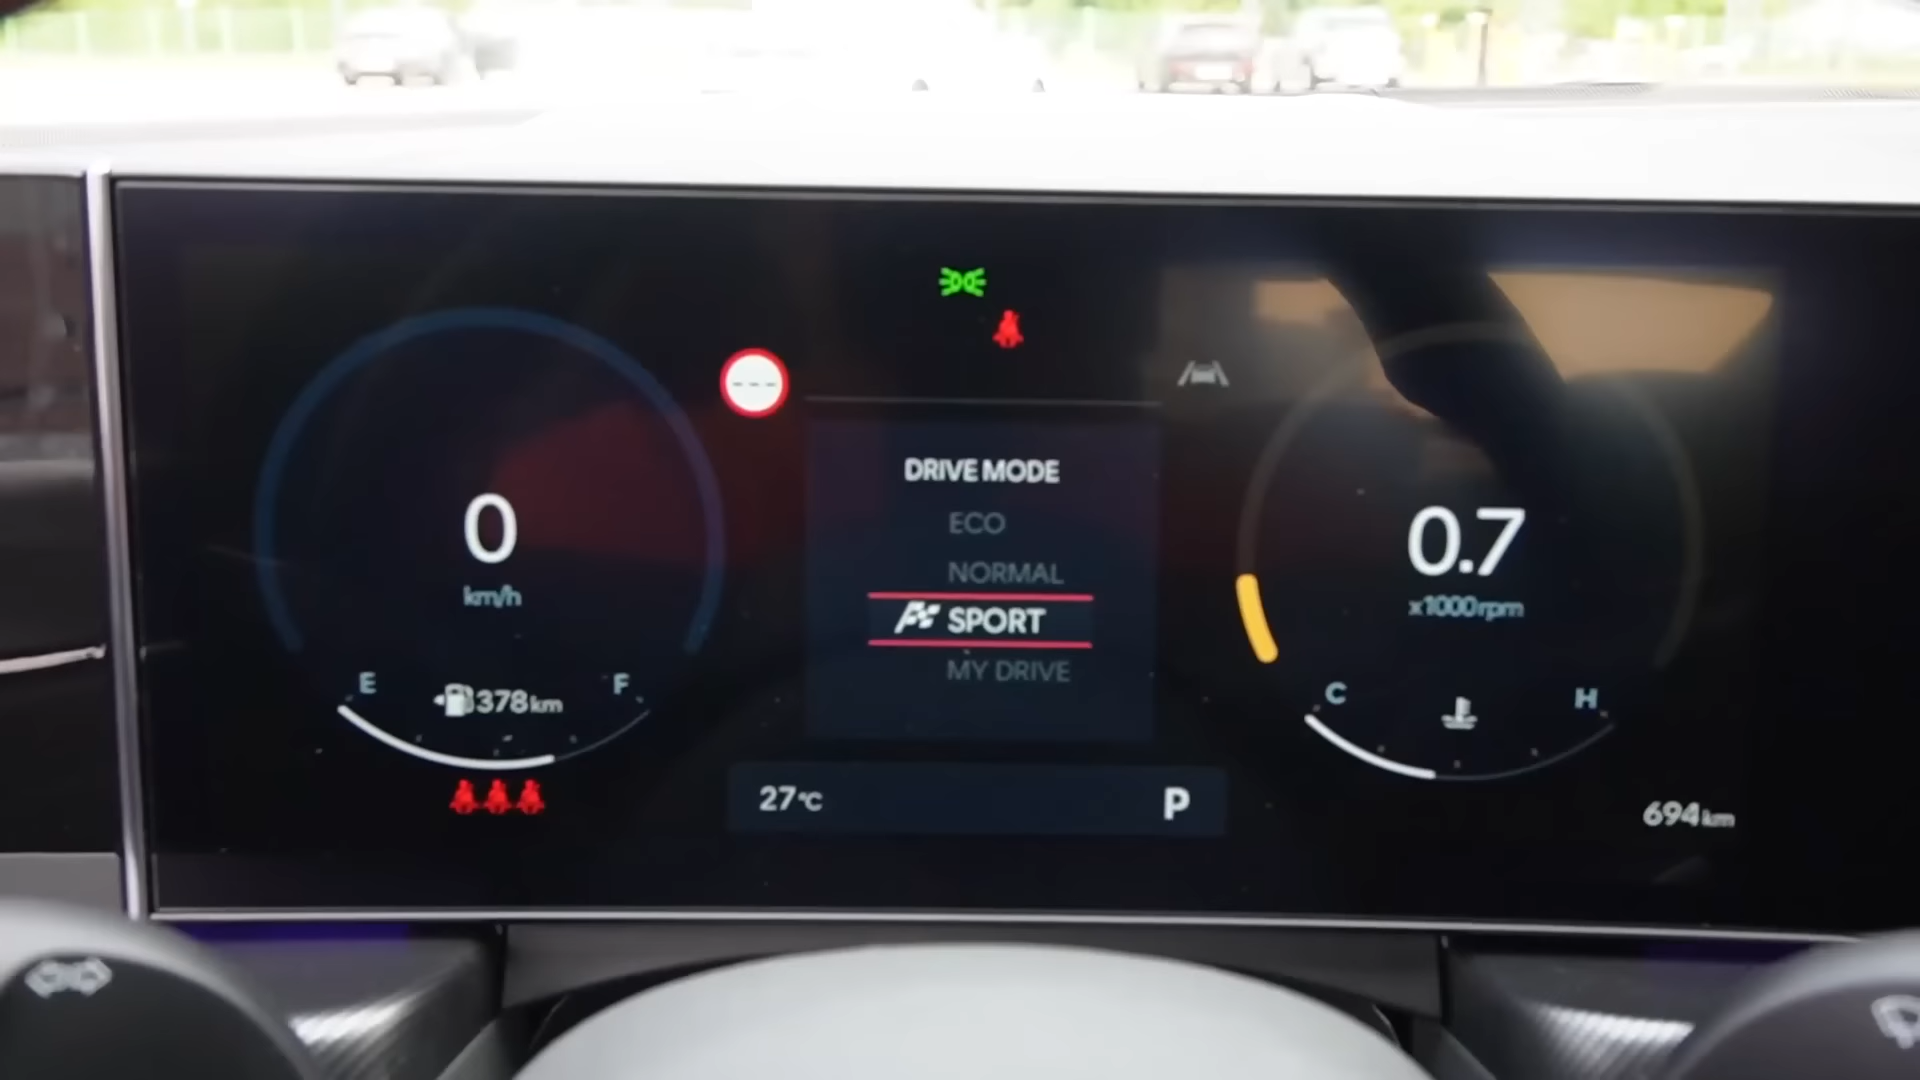 DRIVE MODE
ECO
NORMAL
SPORT
MY DRIVE
0
km/h
E
F
378km
0.7
x1000rpm
C
H
27°C
P
694km